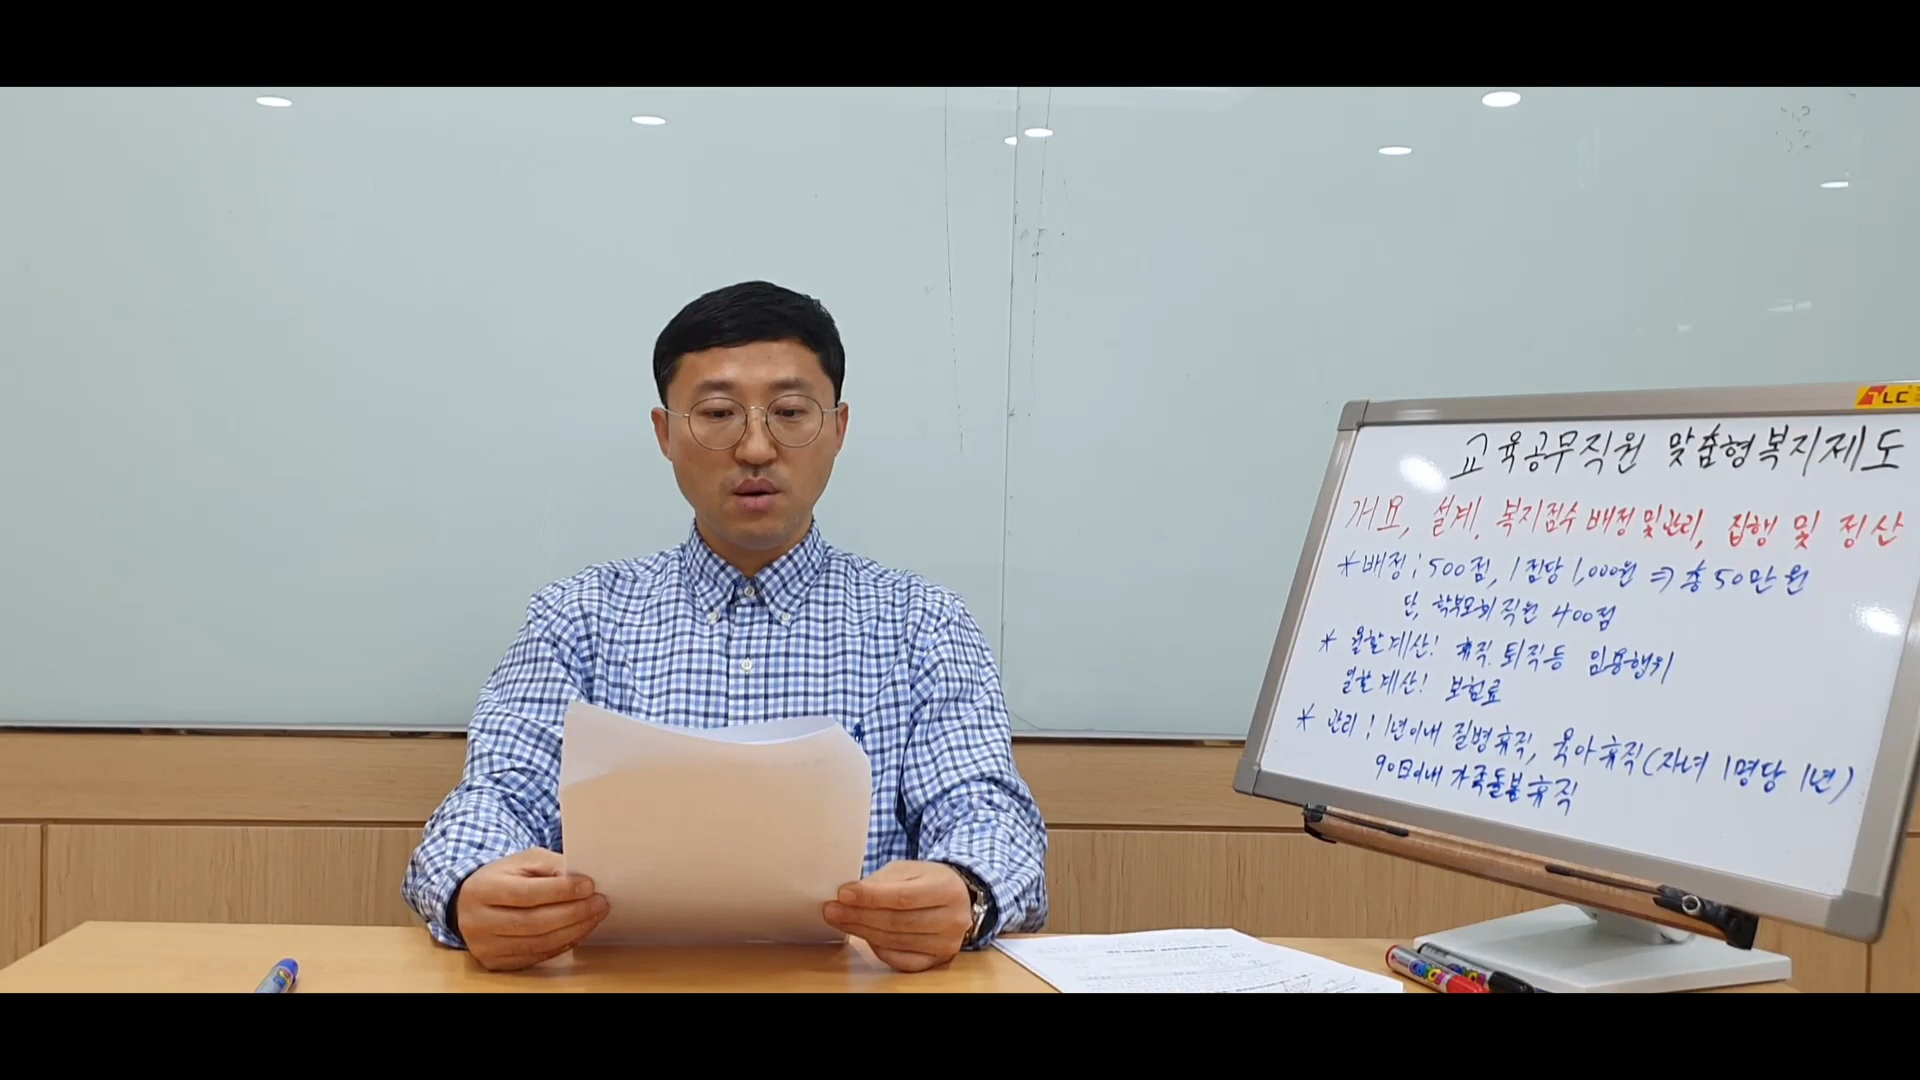 TLC
교육공무직원 맞춤형복지제도
개요, 설계, 복지점수 배정 및 관리, 집행 및 정산
*배정 : 500점, 1점당 1,000원 ⇒ 총 50만원
단, 학부모회직원 400점
* 월할계산! 휴직, 퇴직등 임용행위
일할계산! 보험료
* 관리 : 1년이내 질병휴직, 육아휴직(자녀 1명당 1년)
90日이내 가족돌봄휴직